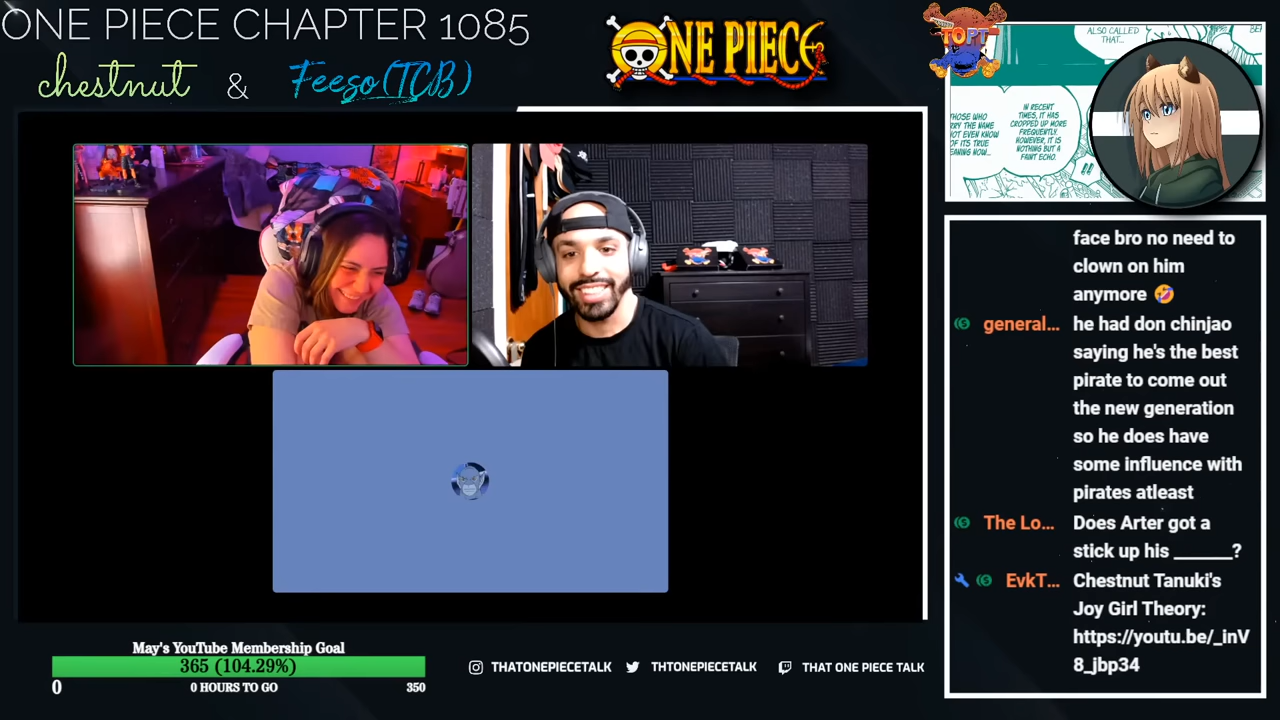 ONE PIECE CHAPTER 1085
chestnut & Feeso(TCB)
ONE PIECE
TOPT
ALSO CALLED
THAT...
IN RECENT
TIMES, IT HAS
CROPPED UP MORE
FREQUENTLY.
HOWEVER, IT IS
NOTHING BUT A
FAINT ECHO.
THOSE WHO
THE NAME
NOT EVEN KNOW
OF ITS TRUE
NOW...
!!
face bro no need to
clown on him
anymore 🤣
general... he had don chinjao
saying he's the best
pirate to come out
the new generation
so he does have
some influence with
pirates atleast
The Lo... Does Arter got a
stick up his ______?
EvkT... Chestnut Tanuki's
Joy Girl Theory:
https://youtu.be/_inV
8_jbp34
May's YouTube Membership Goal
365 (104.29%)
0 0 HOURS TO GO 350
THATONEPIECETALK THTONEPIECETALK THAT ONE PIECE TALK